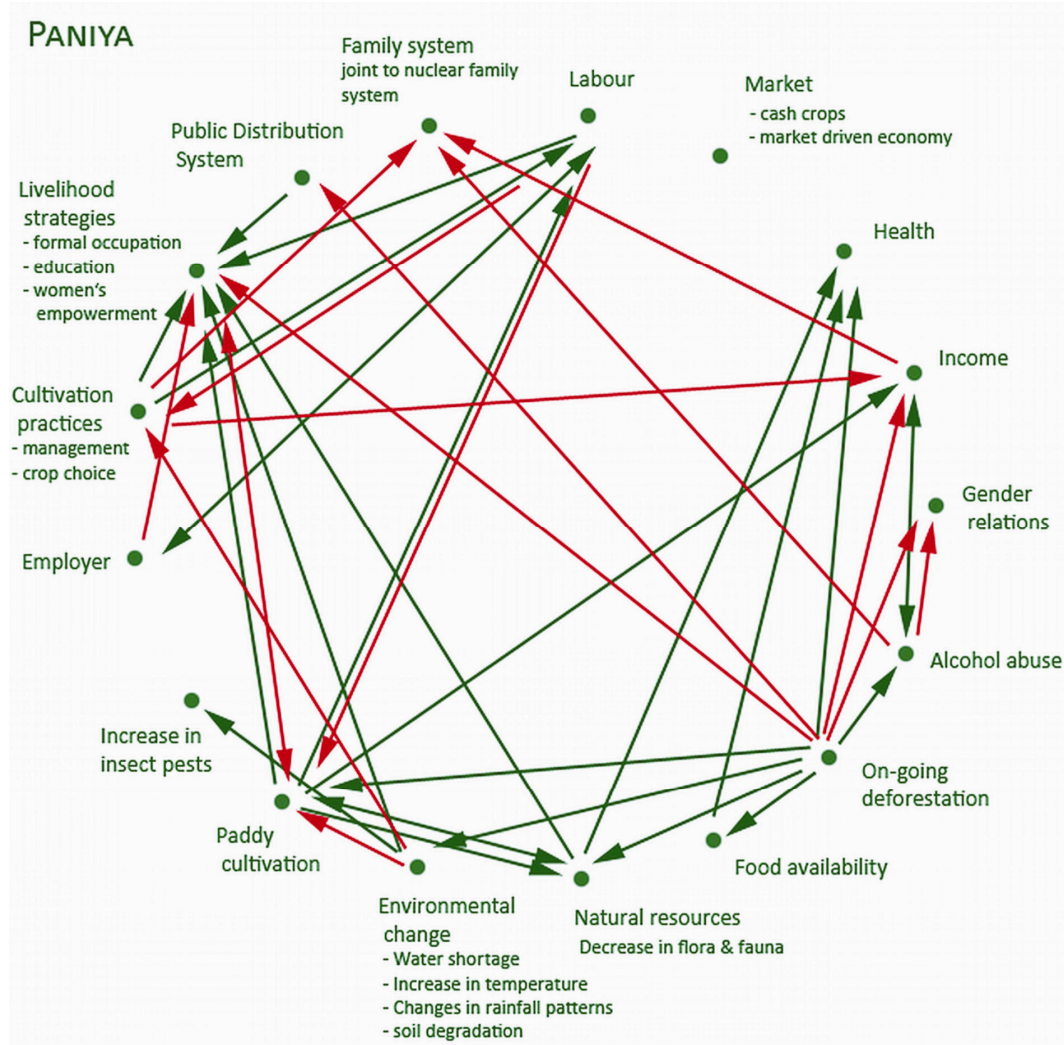 PANIYA
Family system
joint to nuclear family
system
Labour
Market
- cash crops
- market driven economy
Public Distribution
System
Livelihood
strategies
- formal occupation
- education
- women's
empowerment
Health
Income
Cultivation
practices
- management
- crop choice
Gender
relations
Employer
Alcohol abuse
Increase in
insect pests
On-going
deforestation
Paddy
cultivation
Food availability
Environmental
change
- Water shortage
- Increase in temperature
- Changes in rainfall patterns
- soil degradation
Natural resources
Decrease in flora & fauna